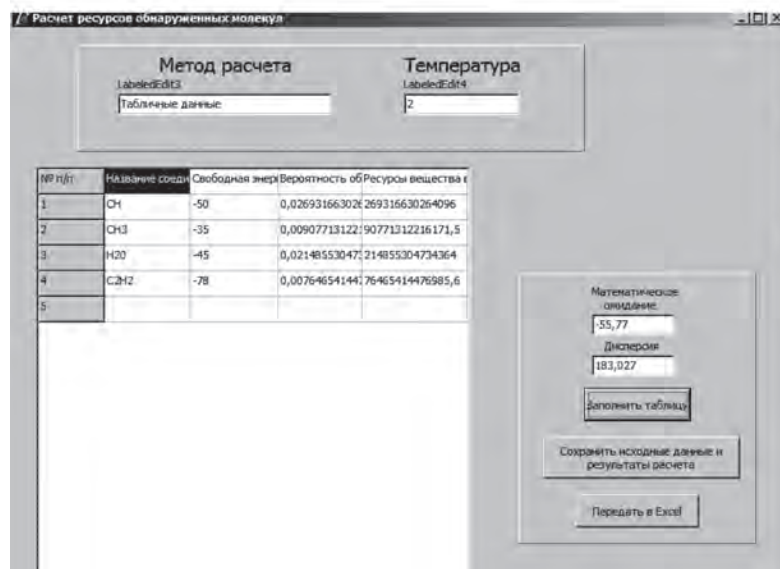 Расчет ресурсов обнаруженных молекул
Метод расчета Температура
LabeledEdit3 LabeledEdit4
Табличные данные 2
№ п/п Название соеди Свободная энер Вероятность об Ресурсы вещества в
1 CH -50 0,02693166302 269316630264096
2 CH3 -35 0,00907713122 90771312216171,5
3 H20 -45 0,021485530473 214855304734364
4 C2H2 -78 0,0076465414 76465414476985,6
5
Математическое
ожидание
-55,77
Дисперсия
183,027
Заполнить таблицу
Сохранить исходные данные и
результаты расчета
Передать в Excel